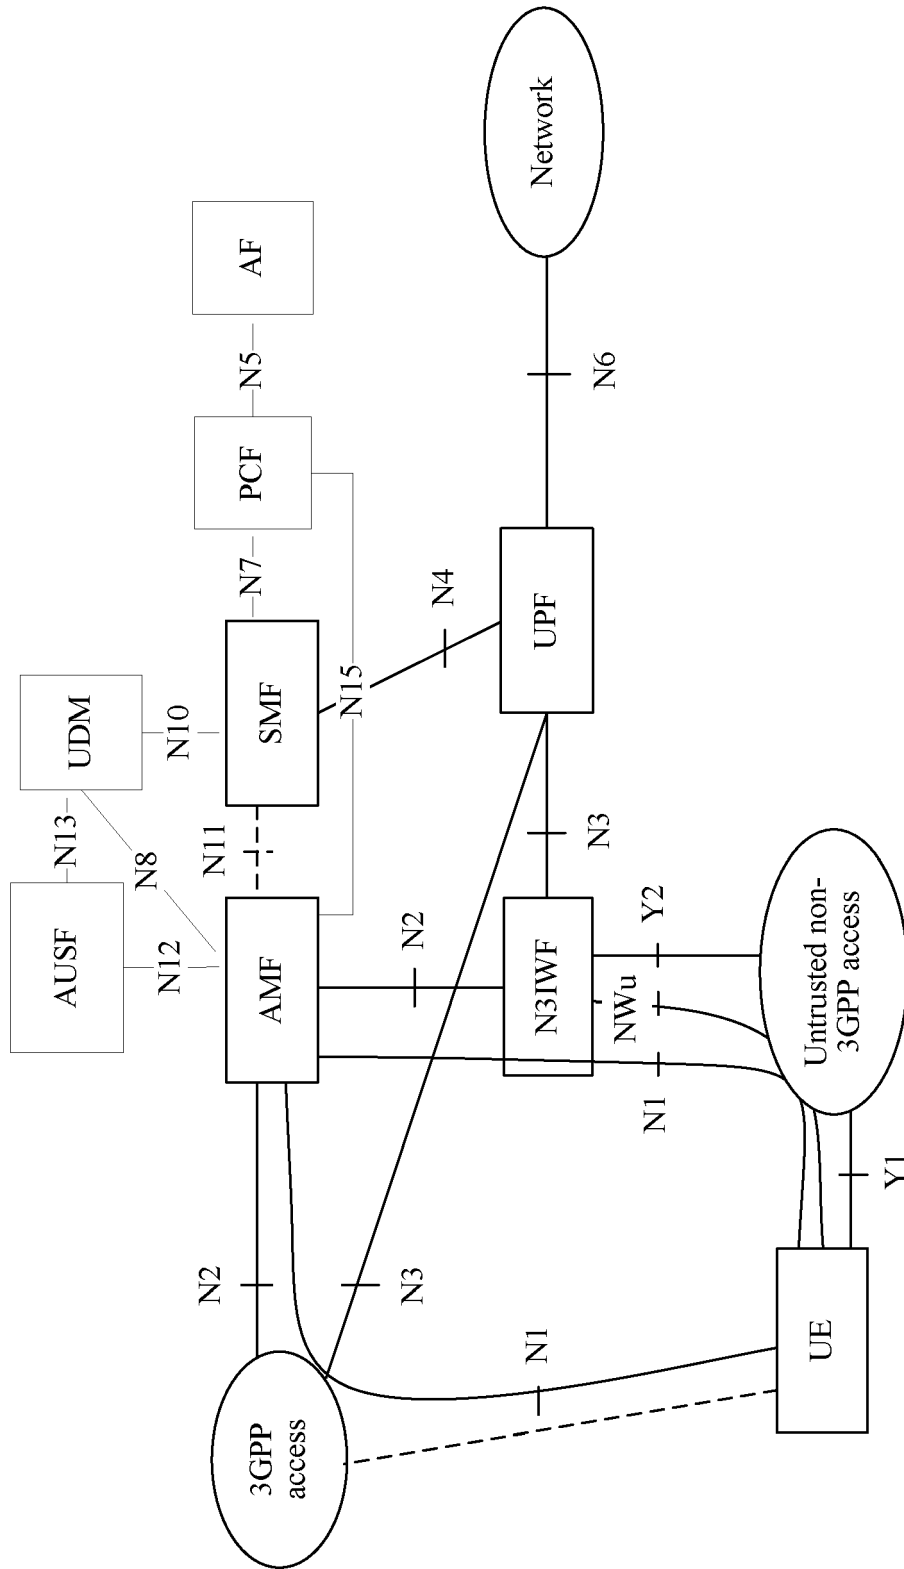 AUSF
N13
UDM
N12
N8
N10
3GPP
access
N2
AMF
N11
SMF
N7
PCF
N5
AF
N15
N3
N2
N4
N1
N3IWF
N3
UPF
N6
Network
N1
NWu
Y2
UE
Y1
Untrusted non-
3GPP access